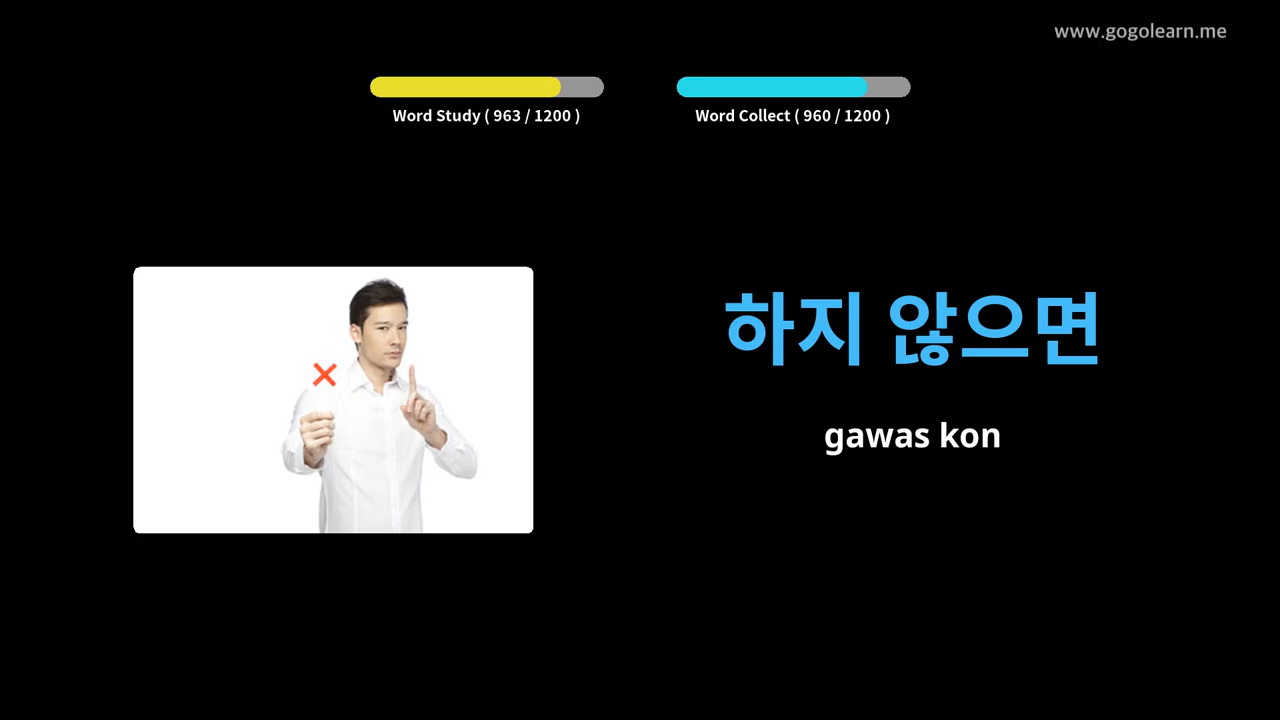 www.gogolearn.me
Word Study ( 963 / 1200 )
Word Collect ( 960 / 1200 )
하지 않으면
gawas kon